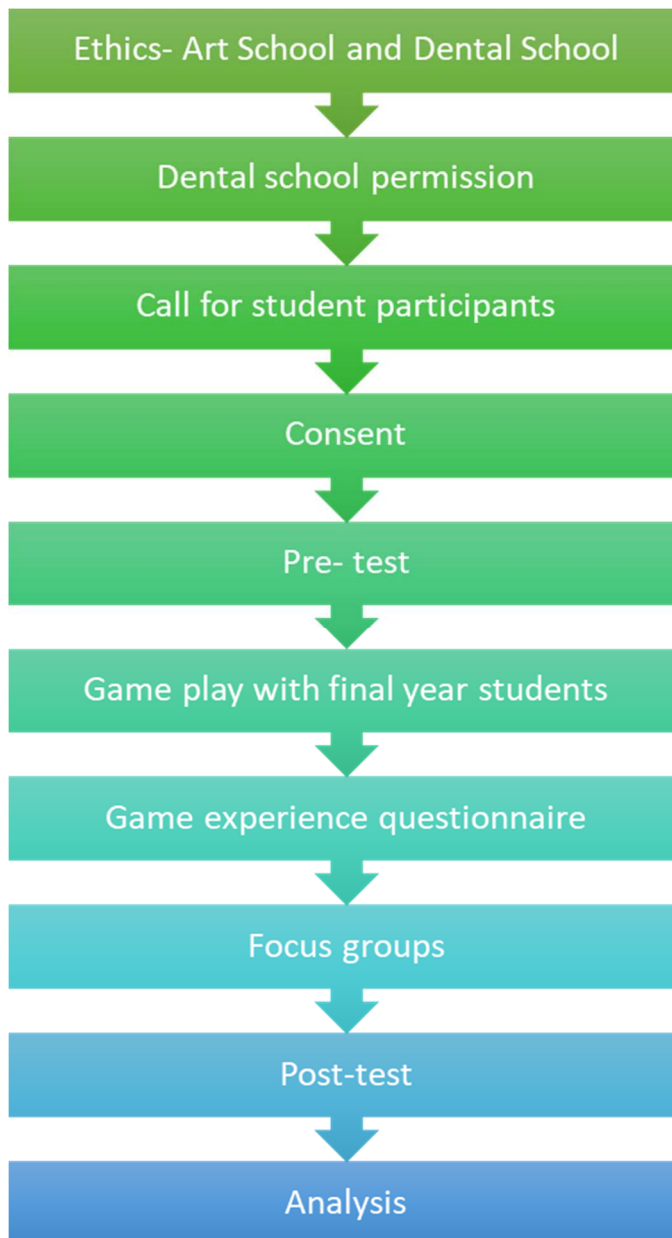 Ethics- Art School and Dental School
Dental school permission
Call for student participants
Consent
Pre- test
Game play with final year students
Game experience questionnaire
Focus groups
Post-test
Analysis